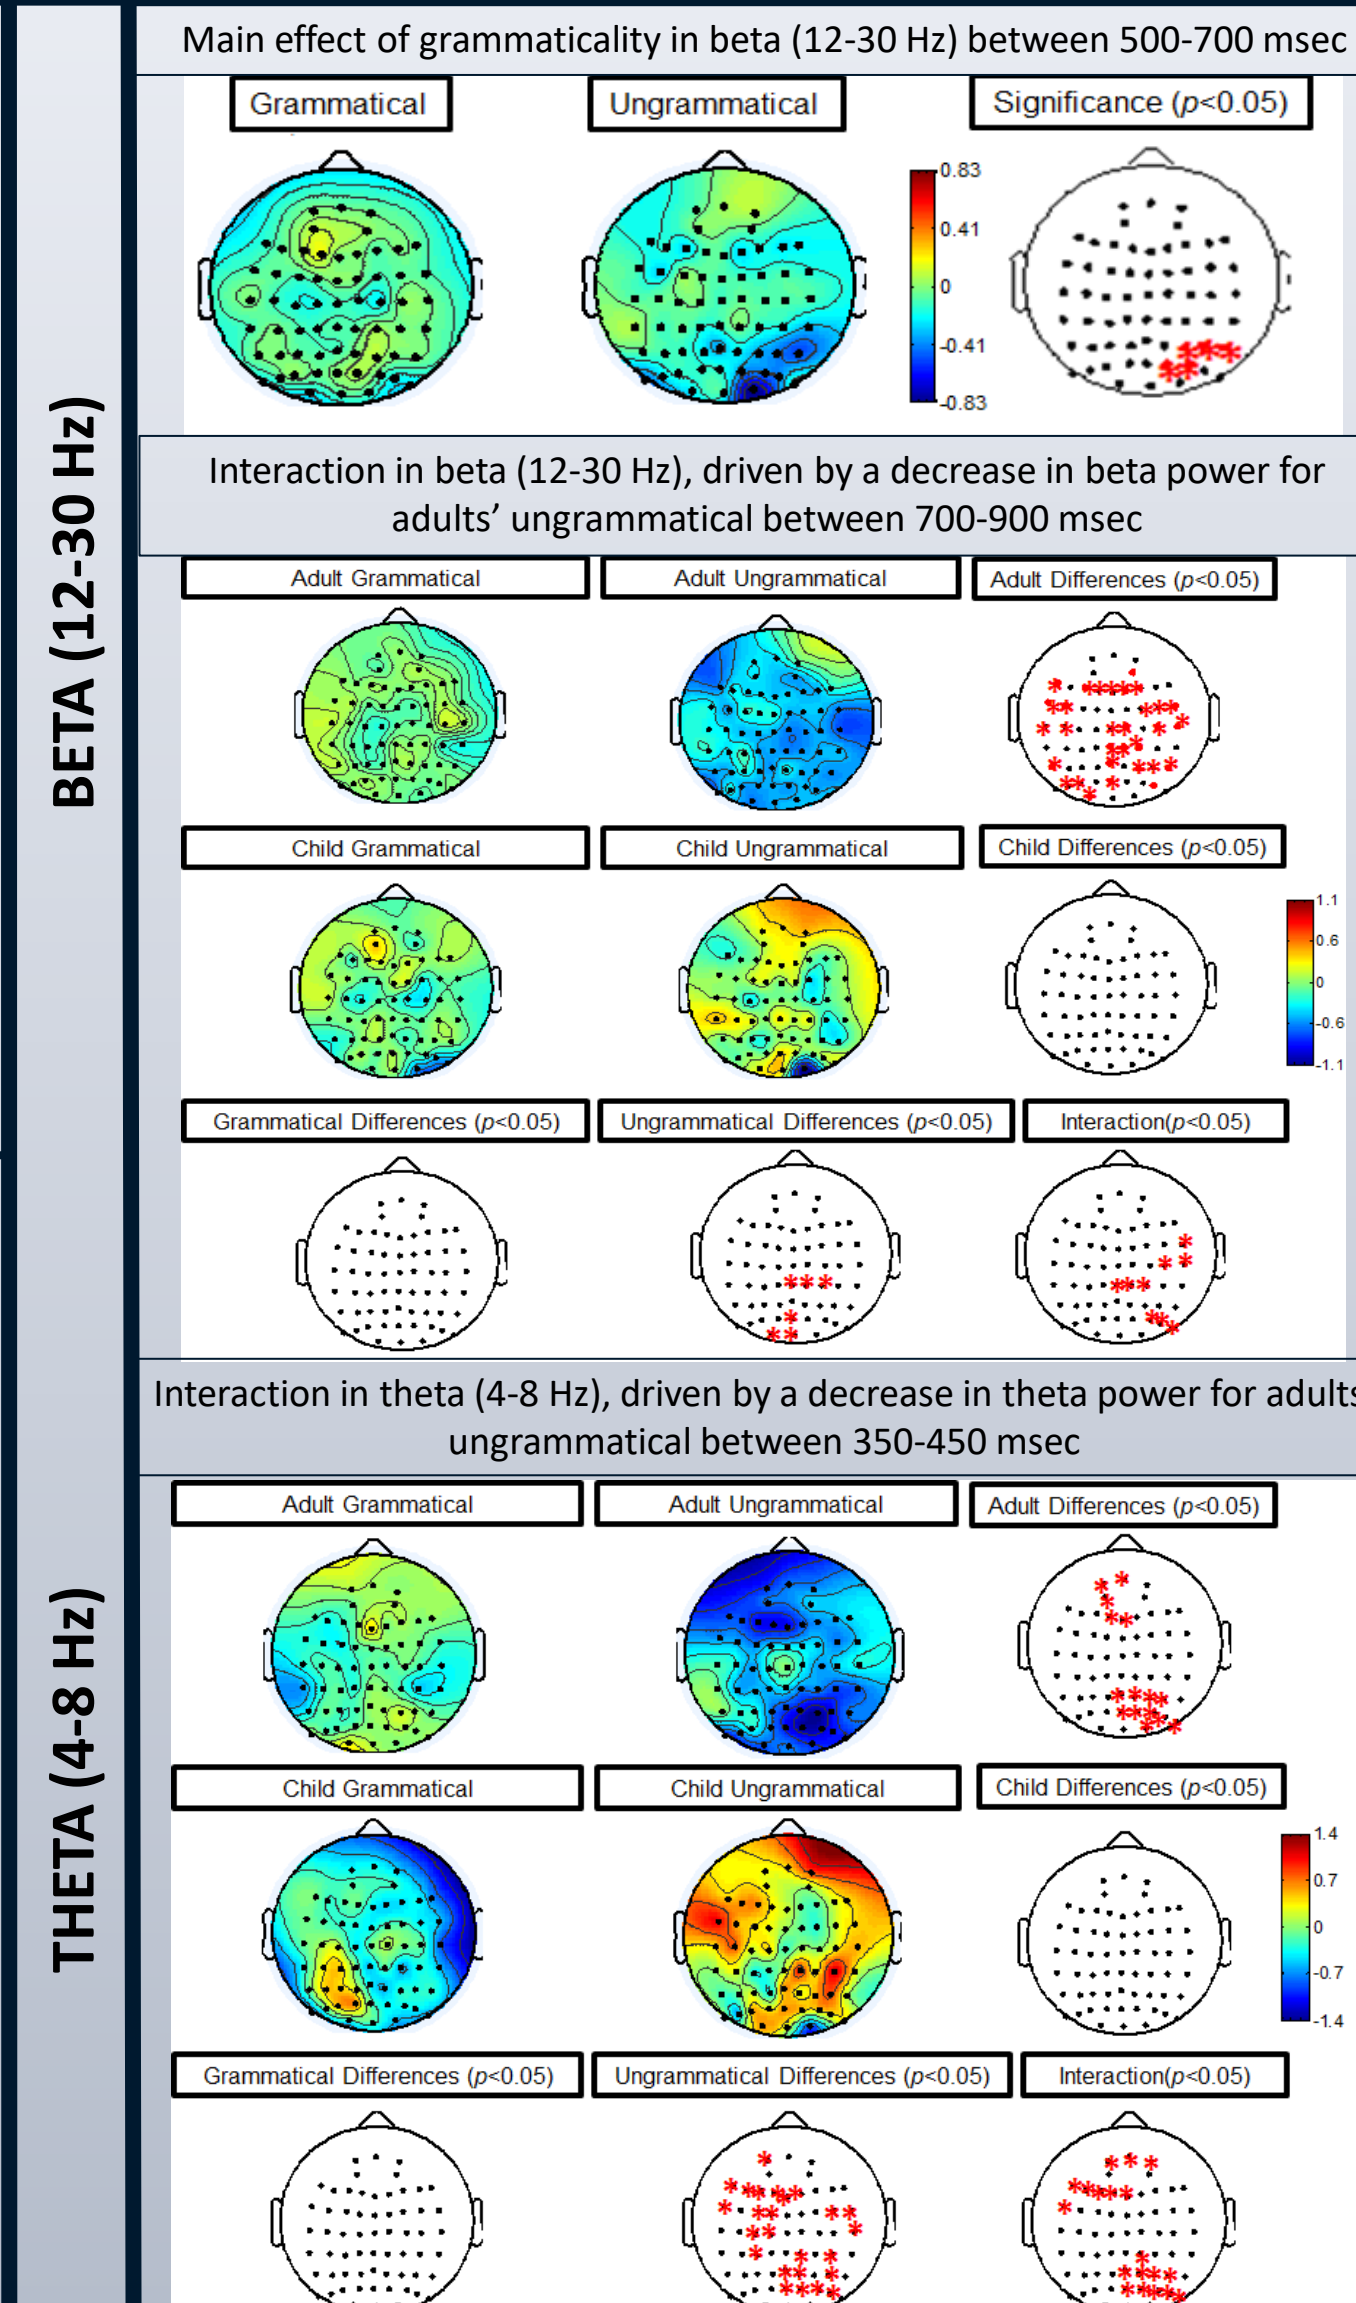 BETA (12-30 Hz)
Main effect of grammaticality in beta (12-30 Hz) between 500-700 msec
Grammatical
Ungrammatical
Significance (p<0.05)
0.83
0.41
0
-0.41
-0.83
Interaction in beta (12-30 Hz), driven by a decrease in beta power for
adults' ungrammatical between 700-900 msec
Adult Grammatical
Adult Ungrammatical
Adult Differences (p<0.05)
Child Grammatical
Child Ungrammatical
Child Differences (p<0.05)
1.1
0.6
0
-0.6
-1.1
Grammatical Differences (p<0.05)
Ungrammatical Differences (p<0.05)
Interaction(p<0.05)
THETA (4-8 Hz)
Interaction in theta (4-8 Hz), driven by a decrease in theta power for adults
ungrammatical between 350-450 msec
Adult Grammatical
Adult Ungrammatical
Adult Differences (p<0.05)
Child Grammatical
Child Ungrammatical
Child Differences (p<0.05)
1.4
0.7
0
-0.7
-1.4
Grammatical Differences (p<0.05)
Ungrammatical Differences (p<0.05)
Interaction(p<0.05)